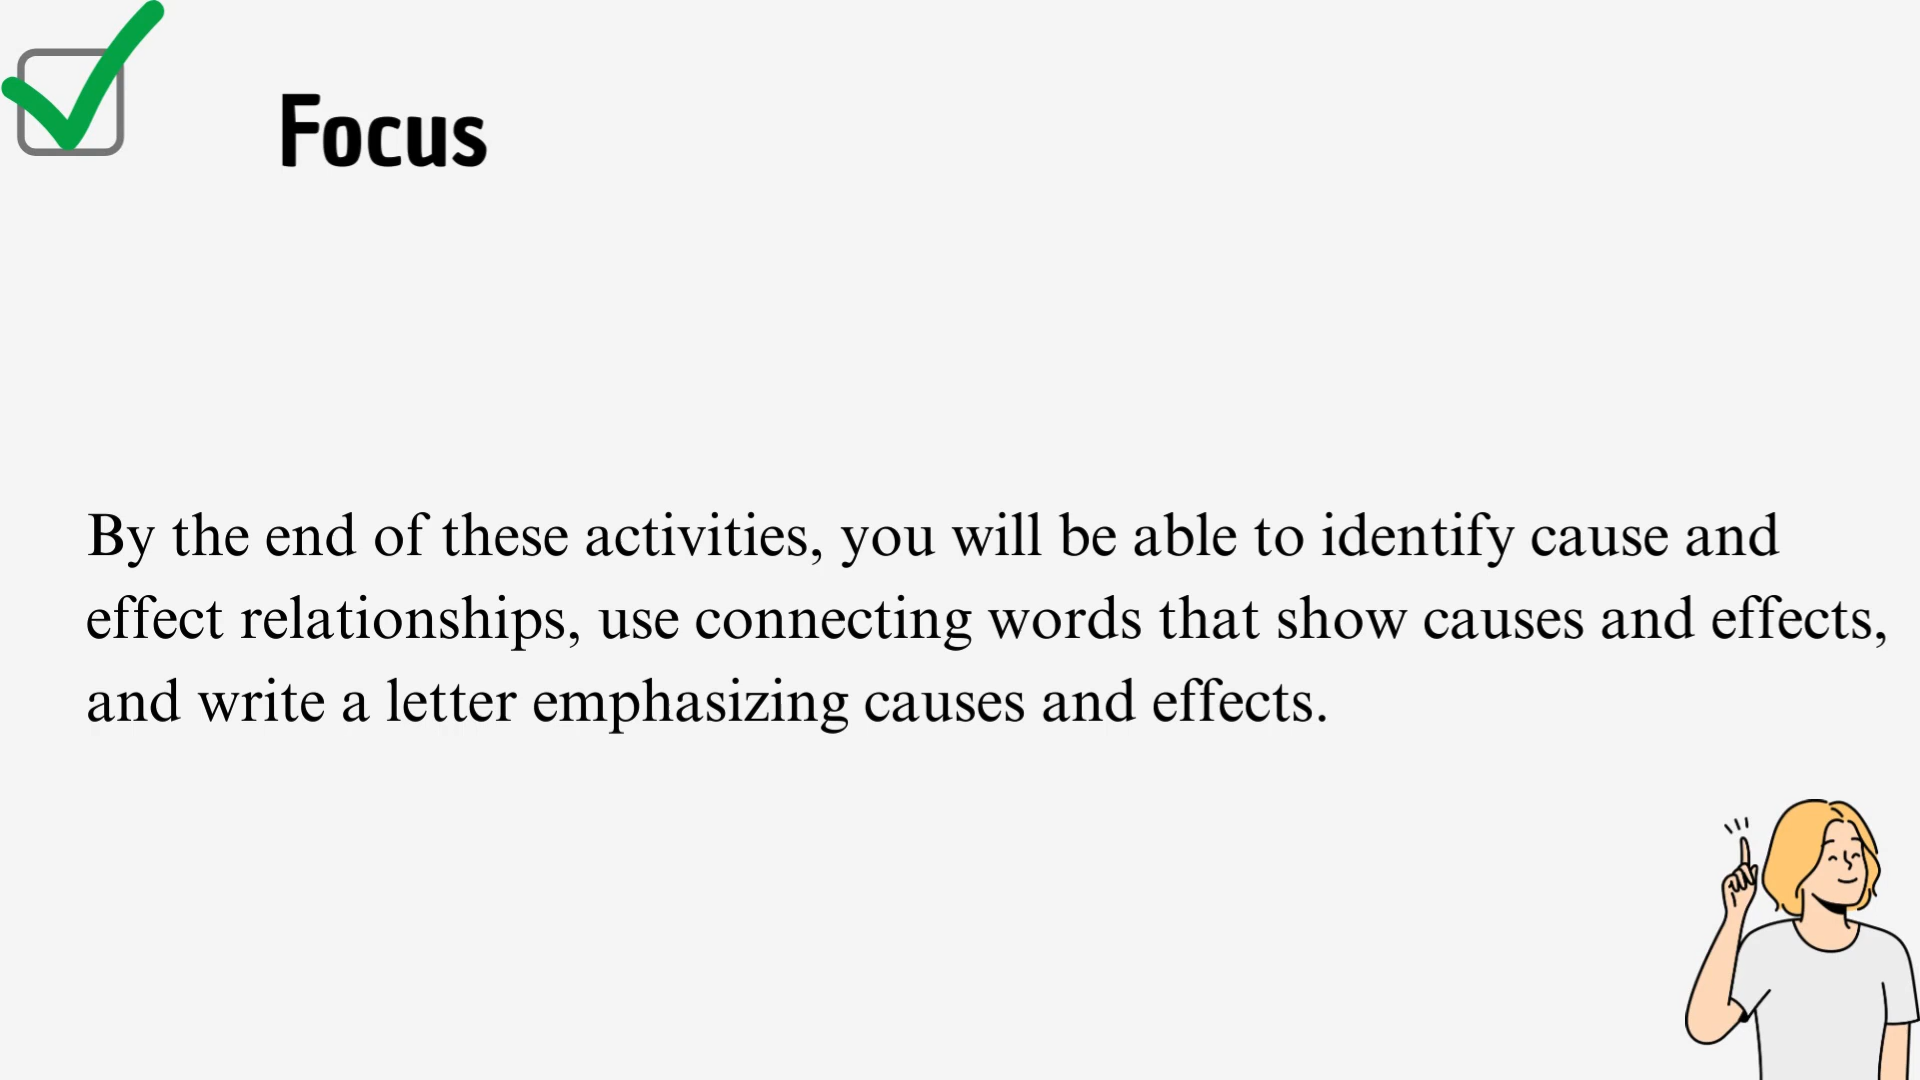 Focus
By the end of these activities, you will be able to identify cause and
effect relationships, use connecting words that show causes and effects,
and write a letter emphasizing causes and effects.